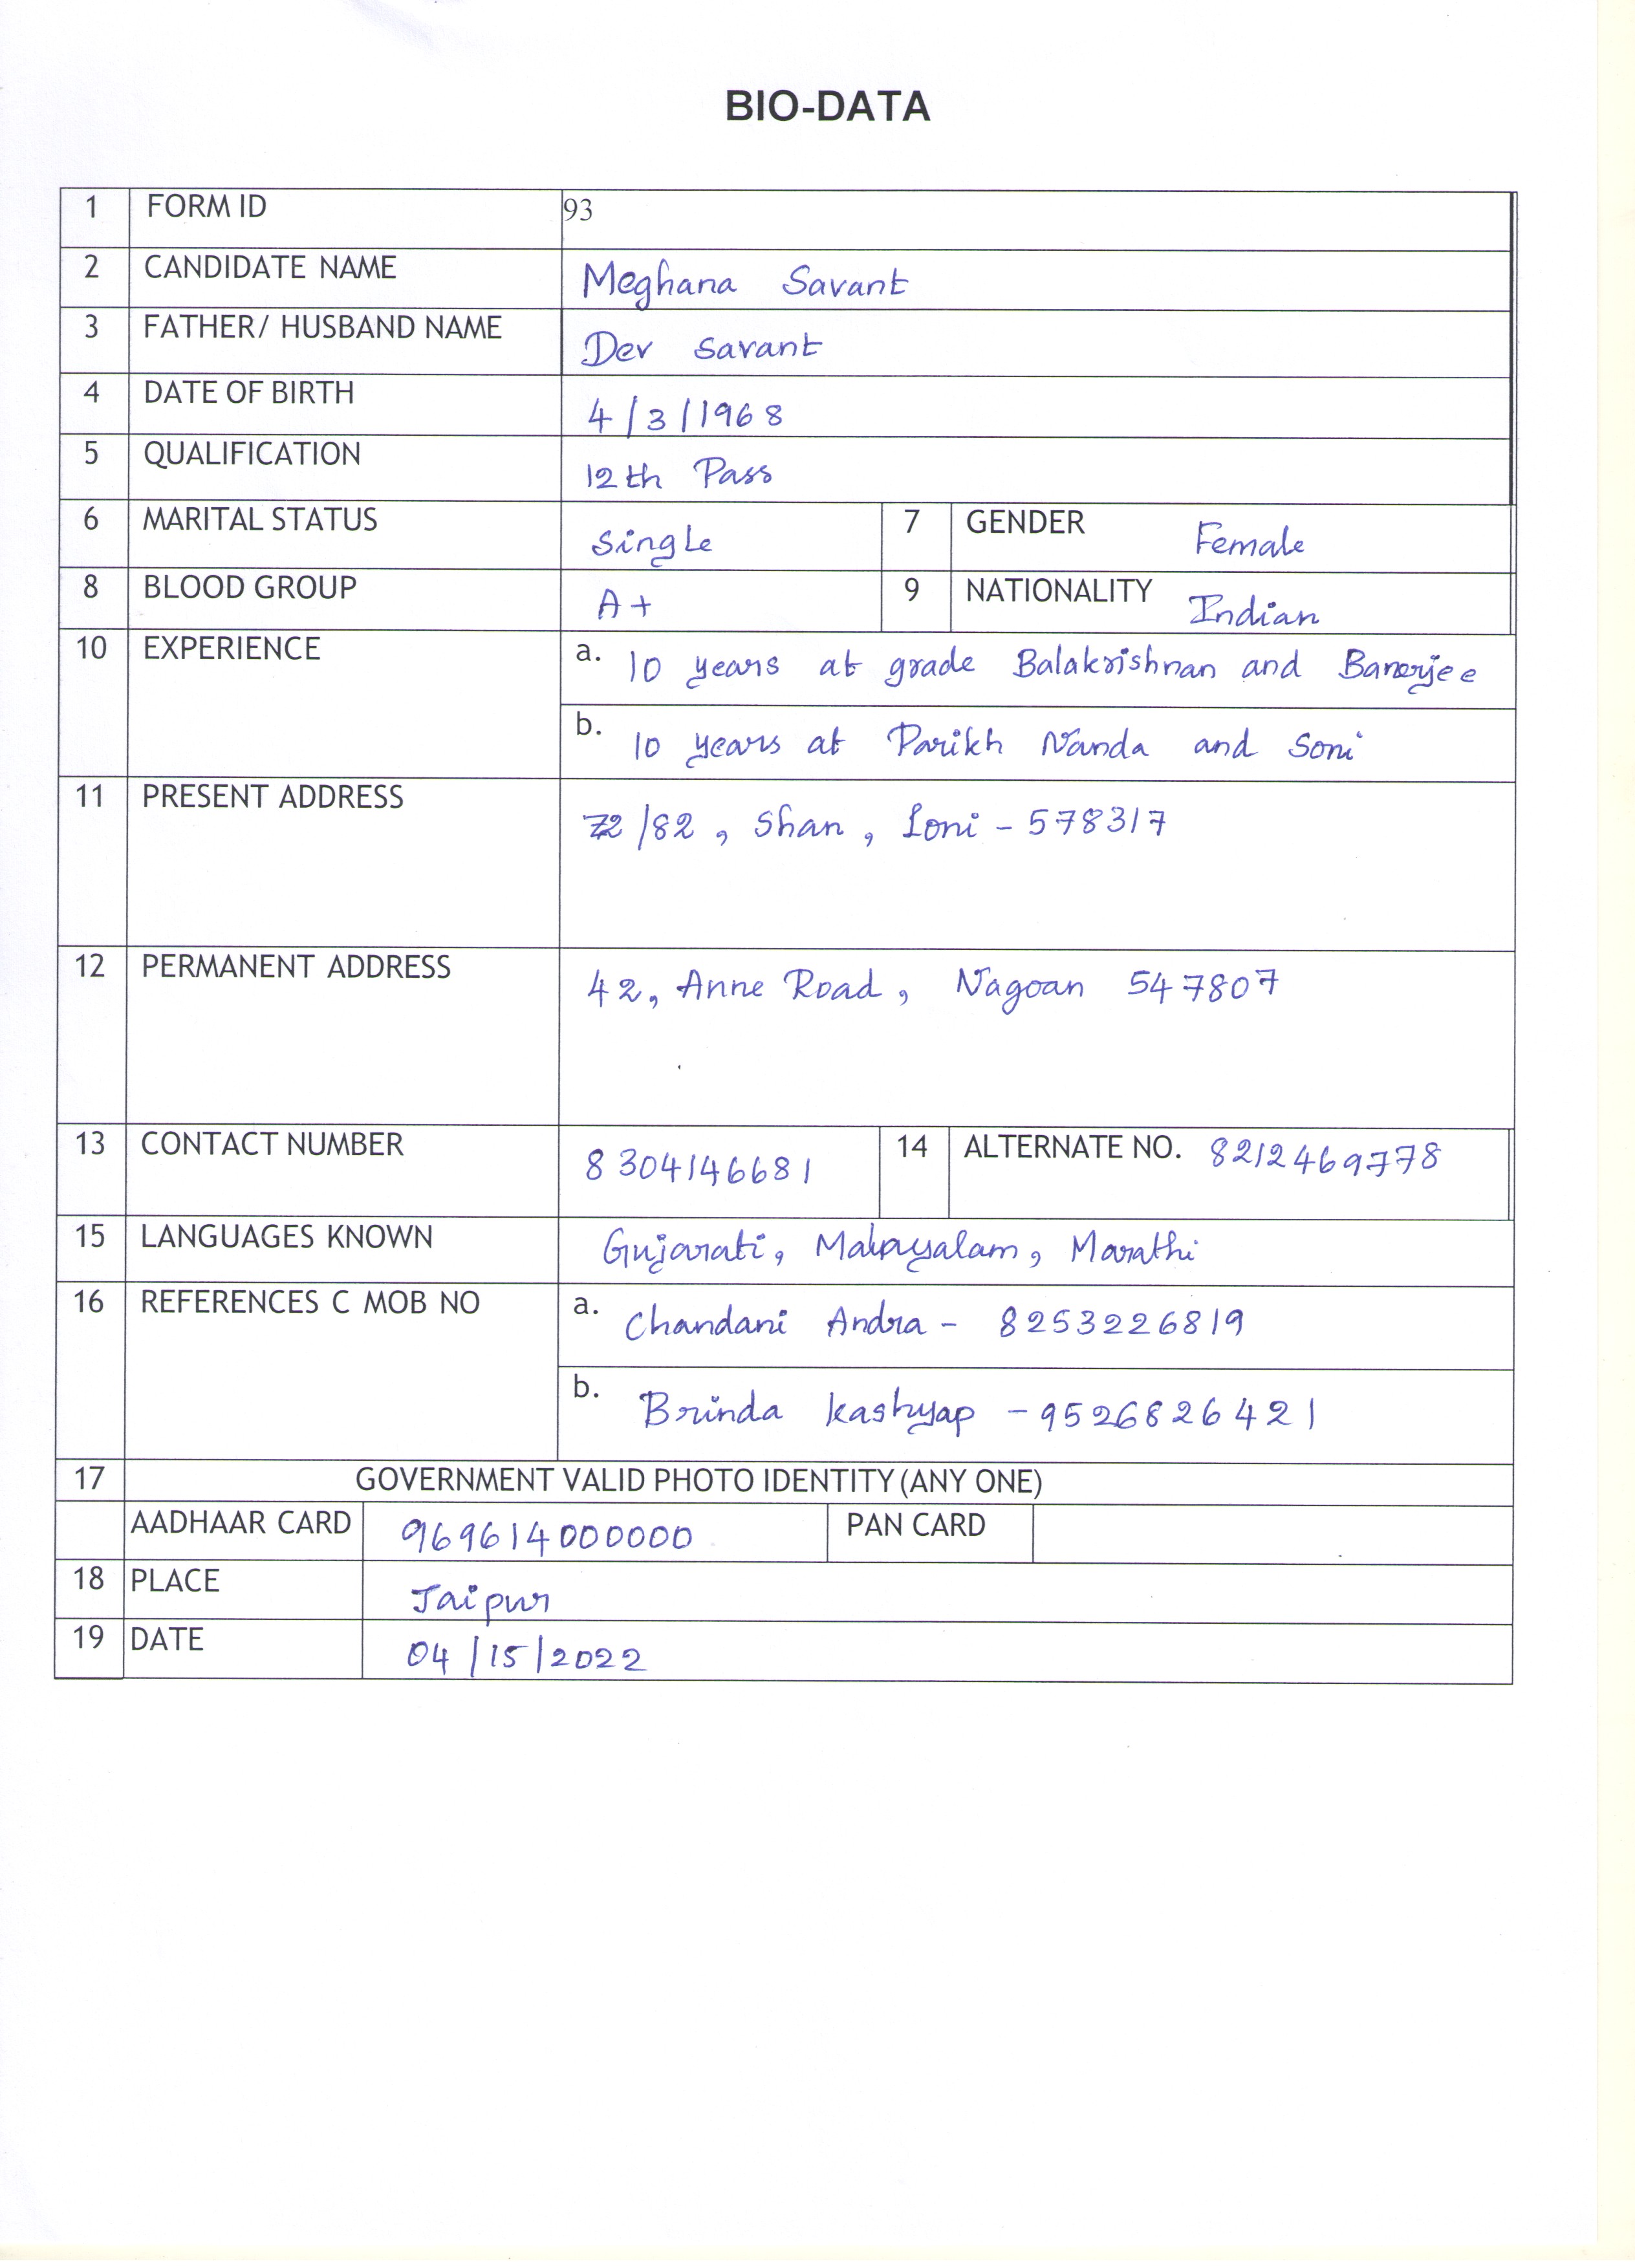 BIO-DATA
1 FORM ID 93
2 CANDIDATE NAME Meghana Savant
3 FATHER/ HUSBAND NAME Dev Savant
4 DATE OF BIRTH 4/3/1968
5 QUALIFICATION 12th Pass
6 MARITAL STATUS Single 7 GENDER Female
8 BLOOD GROUP A+ 9 NATIONALITY Indian
10 EXPERIENCE a. 10 years at grade Balakrishnan and Banerjee
b. 10 years at Parikh Nanda and Soni
11 PRESENT ADDRESS 72/82, Shan, Loni - 578317
12 PERMANENT ADDRESS 42, Anne Road, Nagoan 547807
13 CONTACT NUMBER 8304146681 14 ALTERNATE NO. 8212469778
15 LANGUAGES KNOWN Gujarati, Malayalam, Marathi
16 REFERENCES C MOB NO a. Chandani Andra - 8253226819
b. Brinda Kashyap - 9526826421
17 GOVERNMENT VALID PHOTO IDENTITY (ANY ONE)
AADHAAR CARD 969614000000 PAN CARD
18 PLACE Jaipur
19 DATE 04/15/2022